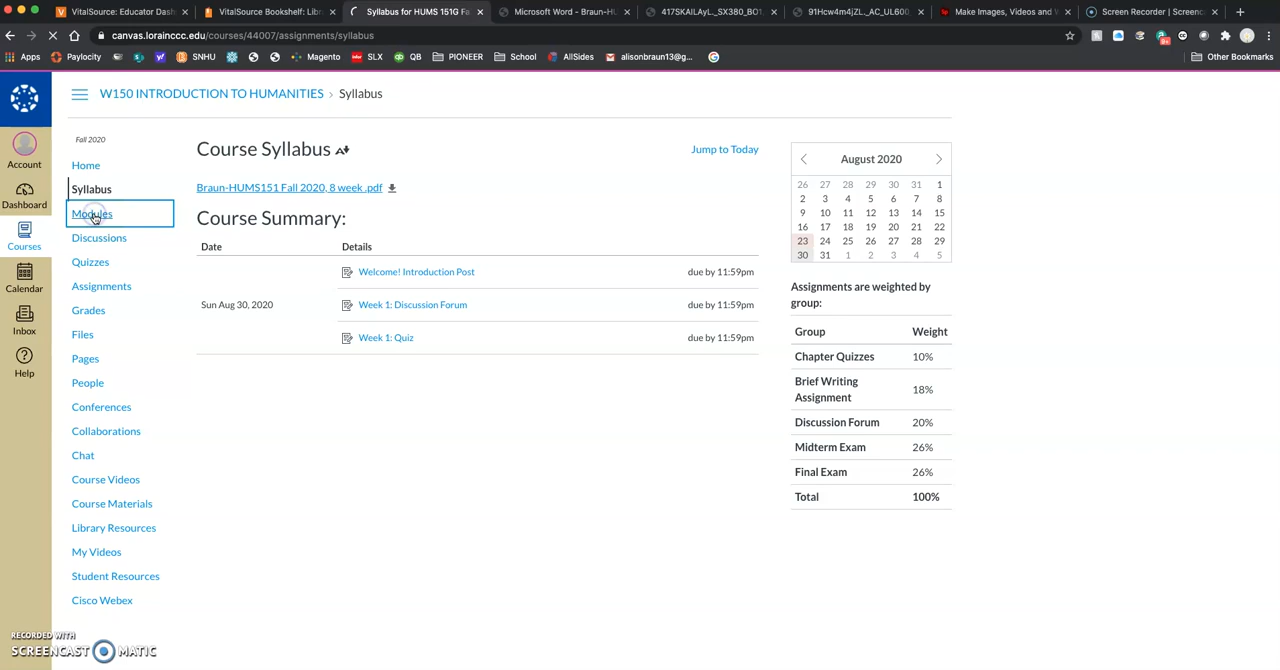 VitalSource: Educator Dash
VitalSource Bookshelf: Libr
Syllabus for HUMS 151G Fa
Microsoft Word - Braun-HU
417SKAILAyL._SX380_BO1,
91Hcw4m4jZL._AC_UL600
Make Images, Videos and W
Screen Recorder | Screenc
canvas.lorainccc.edu/courses/44007/assignments/syllabus
Apps
Paylocity
SNHU
Magento
SLX
QB
PIONEER
School
AllSides
alisonbraun13@g...
Other Bookmarks
W150 INTRODUCTION TO HUMANITIES > Syllabus
Account
Dashboard
Courses
Calendar
Inbox
Help
Fall 2020
Home
Syllabus
Modules
Discussions
Quizzes
Assignments
Grades
Files
Pages
People
Conferences
Collaborations
Chat
Course Videos
Course Materials
Library Resources
My Videos
Student Resources
Cisco Webex
Course Syllabus
Jump to Today
Braun-HUMS151 Fall 2020, 8 week .pdf
Course Summary:
Date Details
Welcome! Introduction Post due by 11:59pm
Sun Aug 30, 2020 Week 1: Discussion Forum due by 11:59pm
Week 1: Quiz due by 11:59pm
August 2020
26 27 28 29 30 31 1
2 3 4 5 6 7 8
9 10 11 12 13 14 15
16 17 18 19 20 21 22
23 24 25 26 27 28 29
30 31 1 2 3 4 5
Assignments are weighted by
group:
Group Weight
Chapter Quizzes 10%
Brief Writing
Assignment 18%
Discussion Forum 20%
Midterm Exam 26%
Final Exam 26%
Total 100%
RECORDED WITH
SCREENCAST MATIC